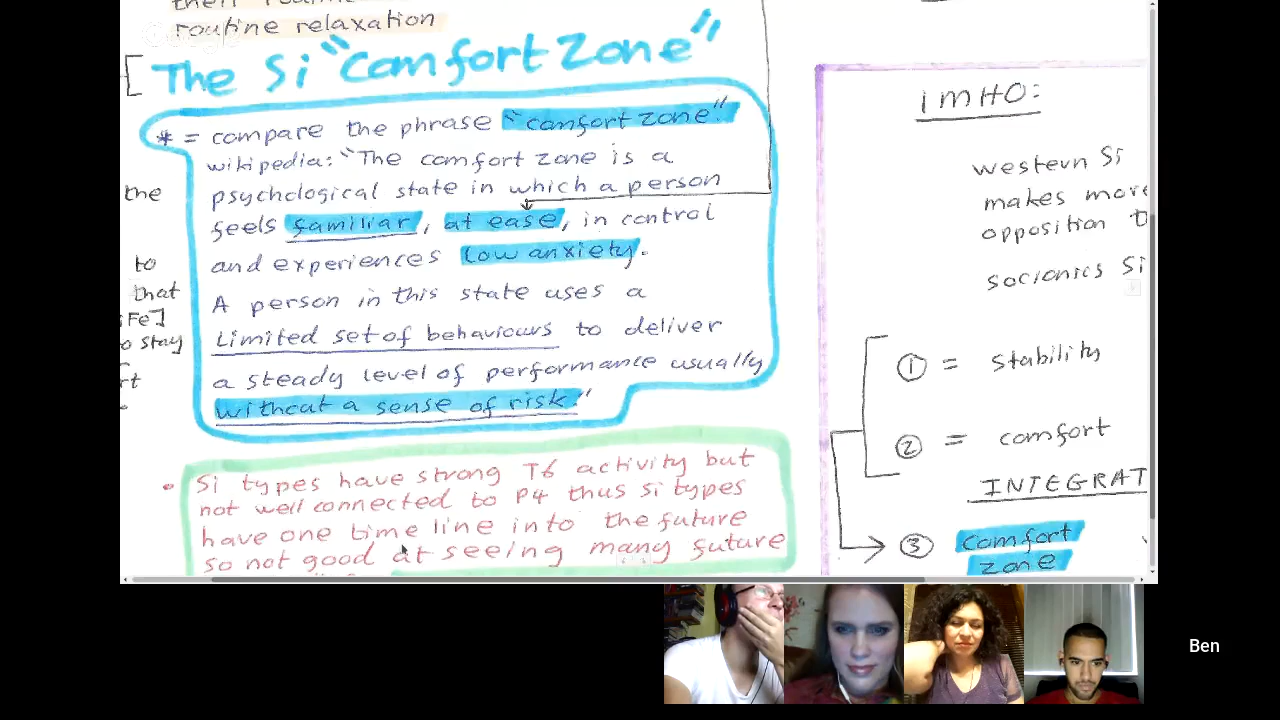 routine relaxation
[ The Si "Comfort Zone"
* = compare the phrase "comfort zone"
wikipedia: "The comfort zone is a
psychological state in which a person
feels familiar, at ease, in control
and experiences low anxiety.
A person in this state uses a
Limited set of behaviours to deliver
a steady level of performance usually
without a sense of risk."
the
to
that
Fe]
o stay
rt
• Si types have strong T6 activity but
not well connected to P4 thus Si types
have one time line into the future
so not good at seeing many future
IMHO:
western Si
makes more
opposition t
socionics Si
① = stability
② = comfort
INTEGRAT
③ comfort
zone
Ben